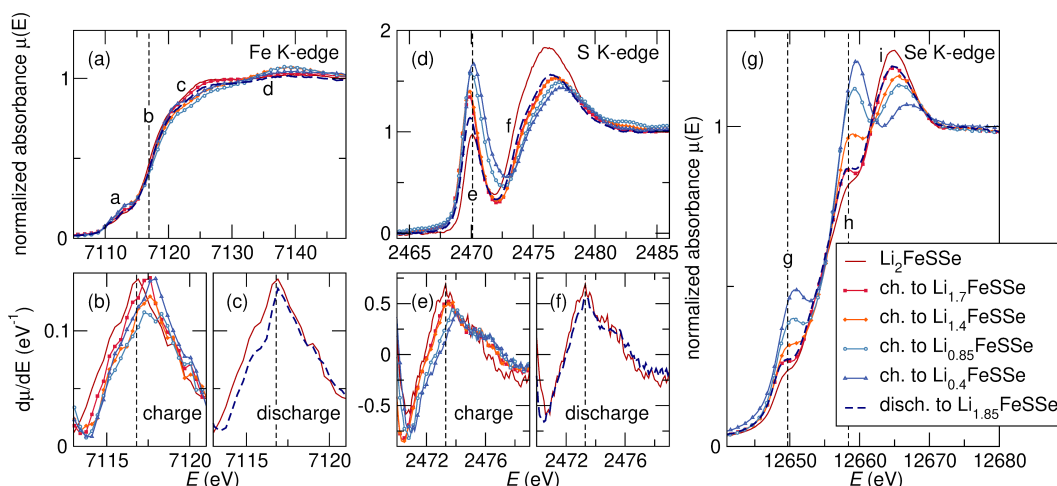 normalized absorbance μ(E)
(a)
Fe K-edge
a
b
c
d
0
1
7115
7120
7130
7140
(b)
charge
0
0.1
dμ/dE (eV⁻¹)
7115
7120
(c)
discharge
7115
7120
E (eV)
(d)
S K-edge
e
f
0
1
2
2465
2470
2475
2480
2485
(e)
charge
-0.5
0
0.5
2472
2476
(f)
discharge
2472
2476
E (eV)
normalized absorbance μ(E)
(g)
Se K-edge
g
h
i
0
1
12650
12660
12670
12680
E (eV)
Li₂FeSSe
ch. to Li₁.₇FeSSe
ch. to Li₁.₄FeSSe
ch. to Li₀.₈₅FeSSe
ch. to Li₀.₄FeSSe
disch. to Li₁.₈₅FeSSe